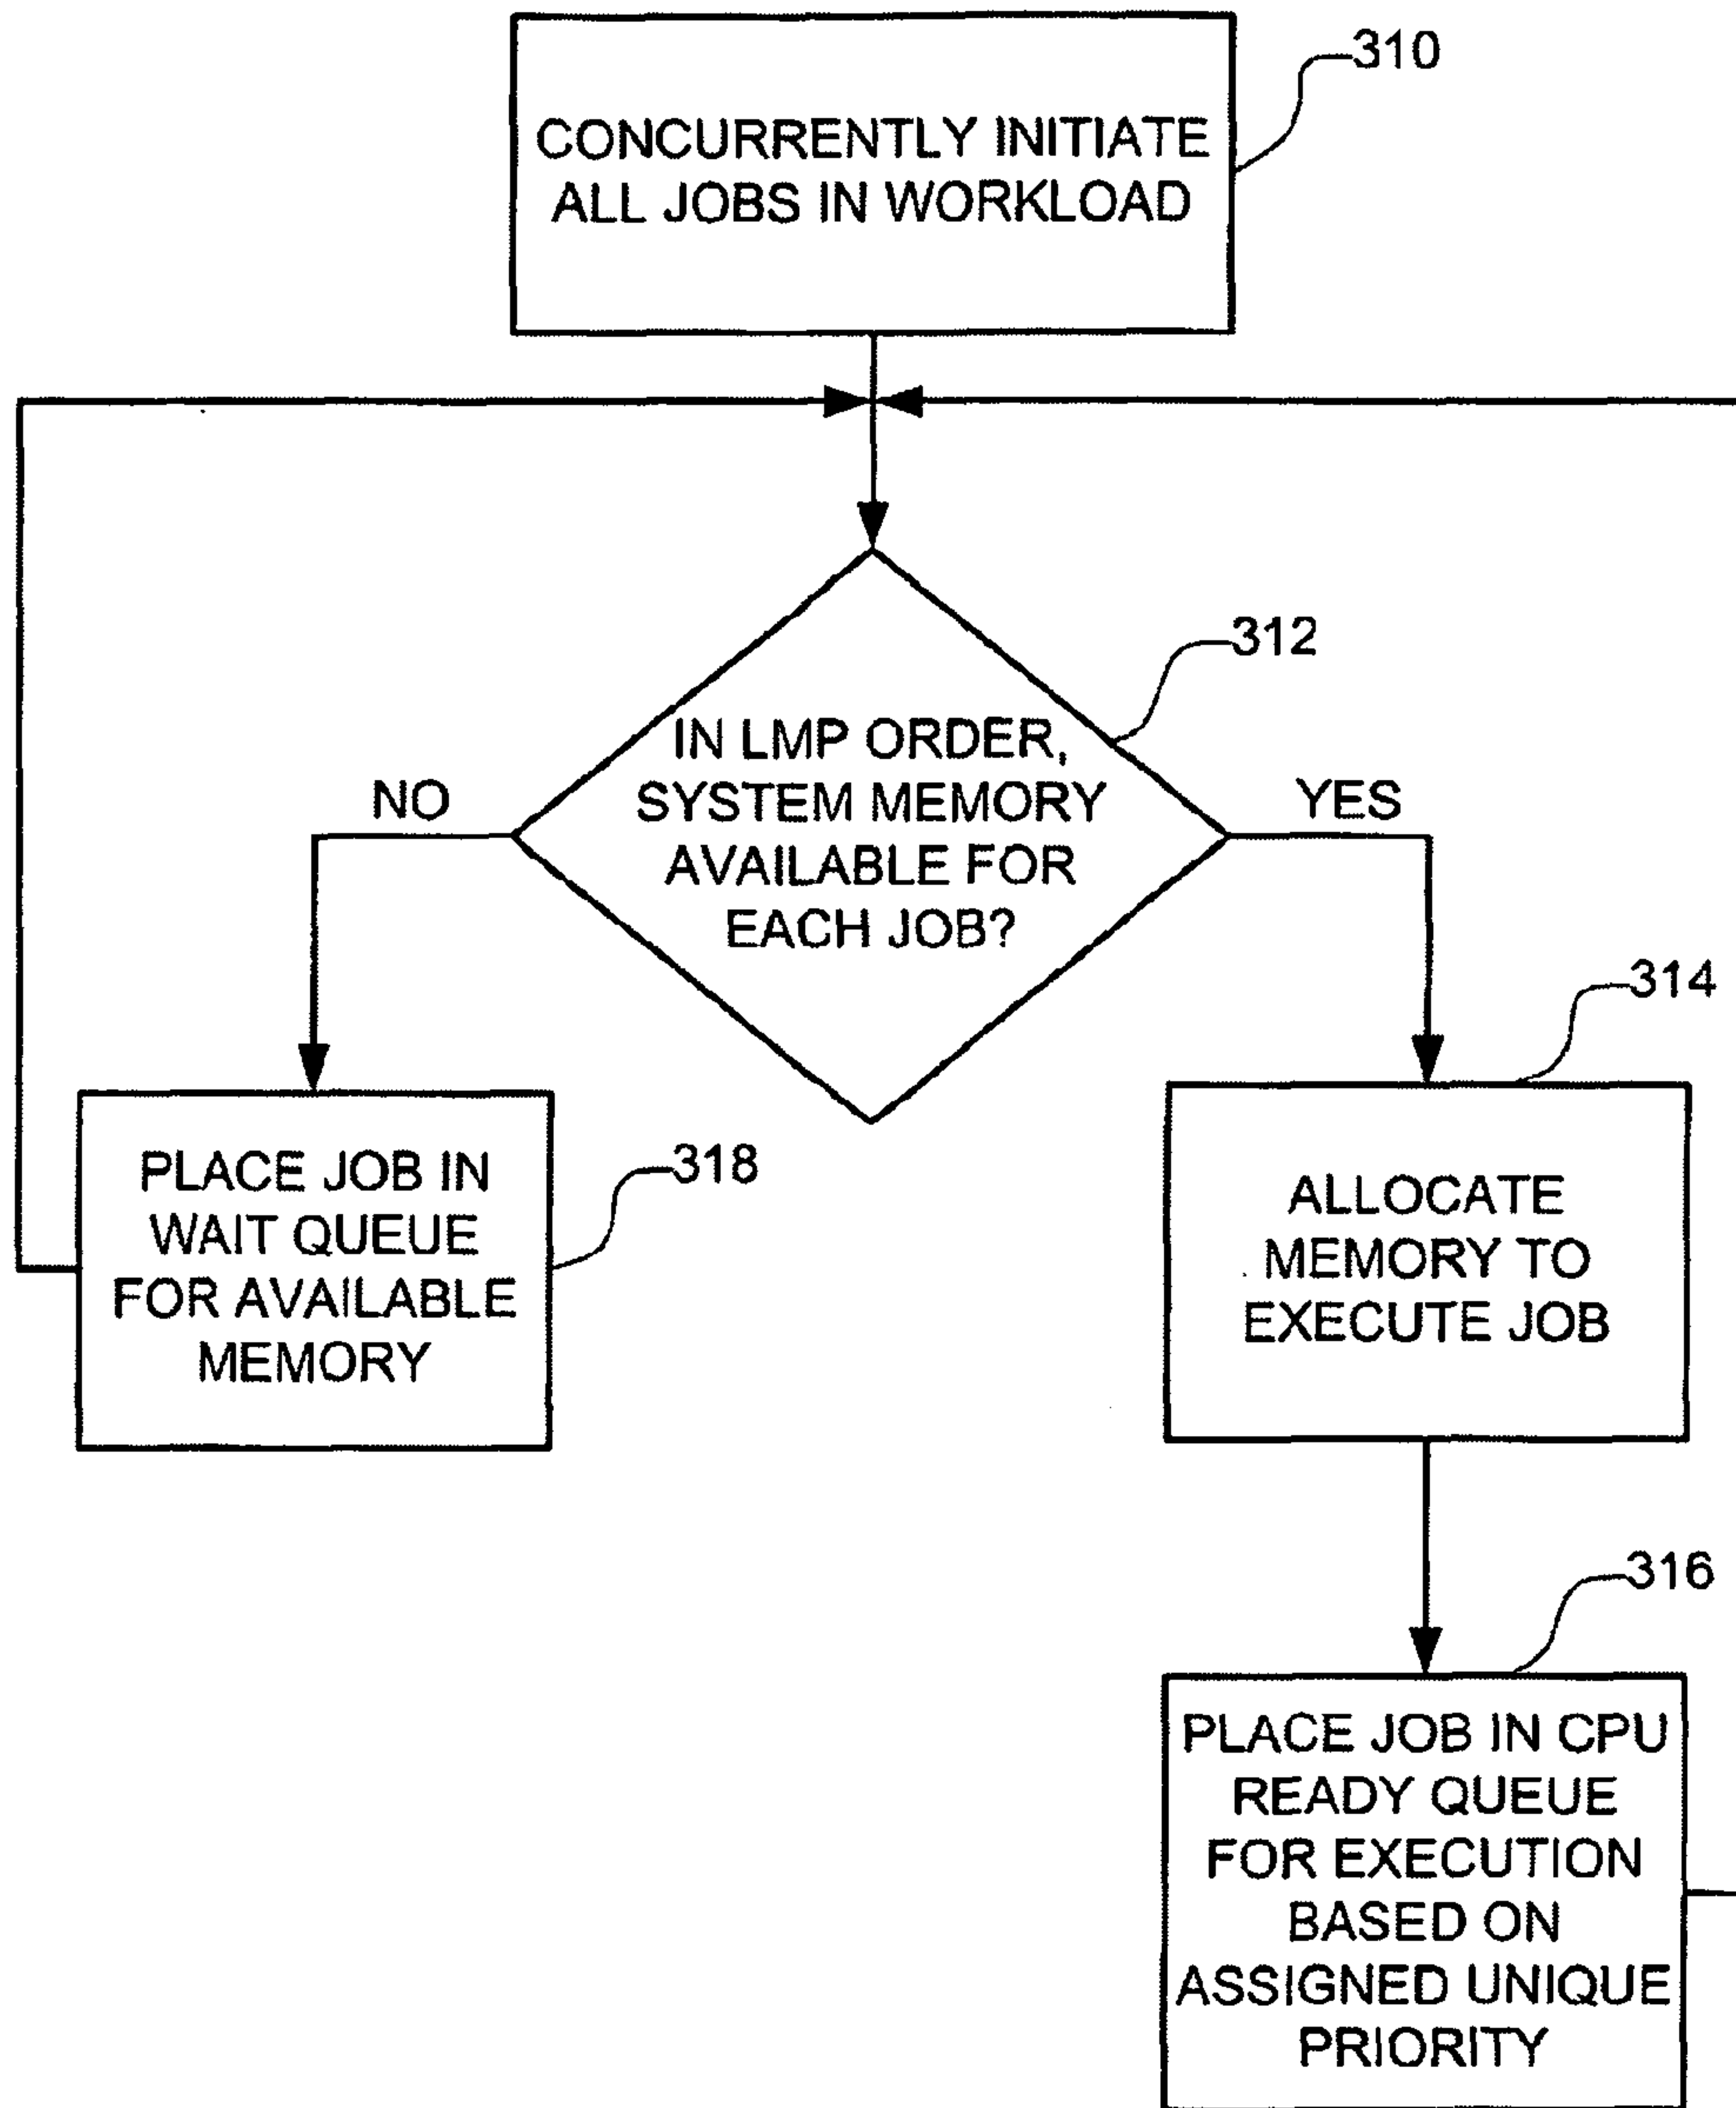 310
CONCURRENTLY INITIATE
ALL JOBS IN WORKLOAD
312
IN LMP ORDER,
SYSTEM MEMORY
AVAILABLE FOR
EACH JOB?
NO
YES
314
ALLOCATE
MEMORY TO
EXECUTE JOB
318
PLACE JOB IN
WAIT QUEUE
FOR AVAILABLE
MEMORY
316
PLACE JOB IN CPU
READY QUEUE
FOR EXECUTION
BASED ON
ASSIGNED UNIQUE
PRIORITY